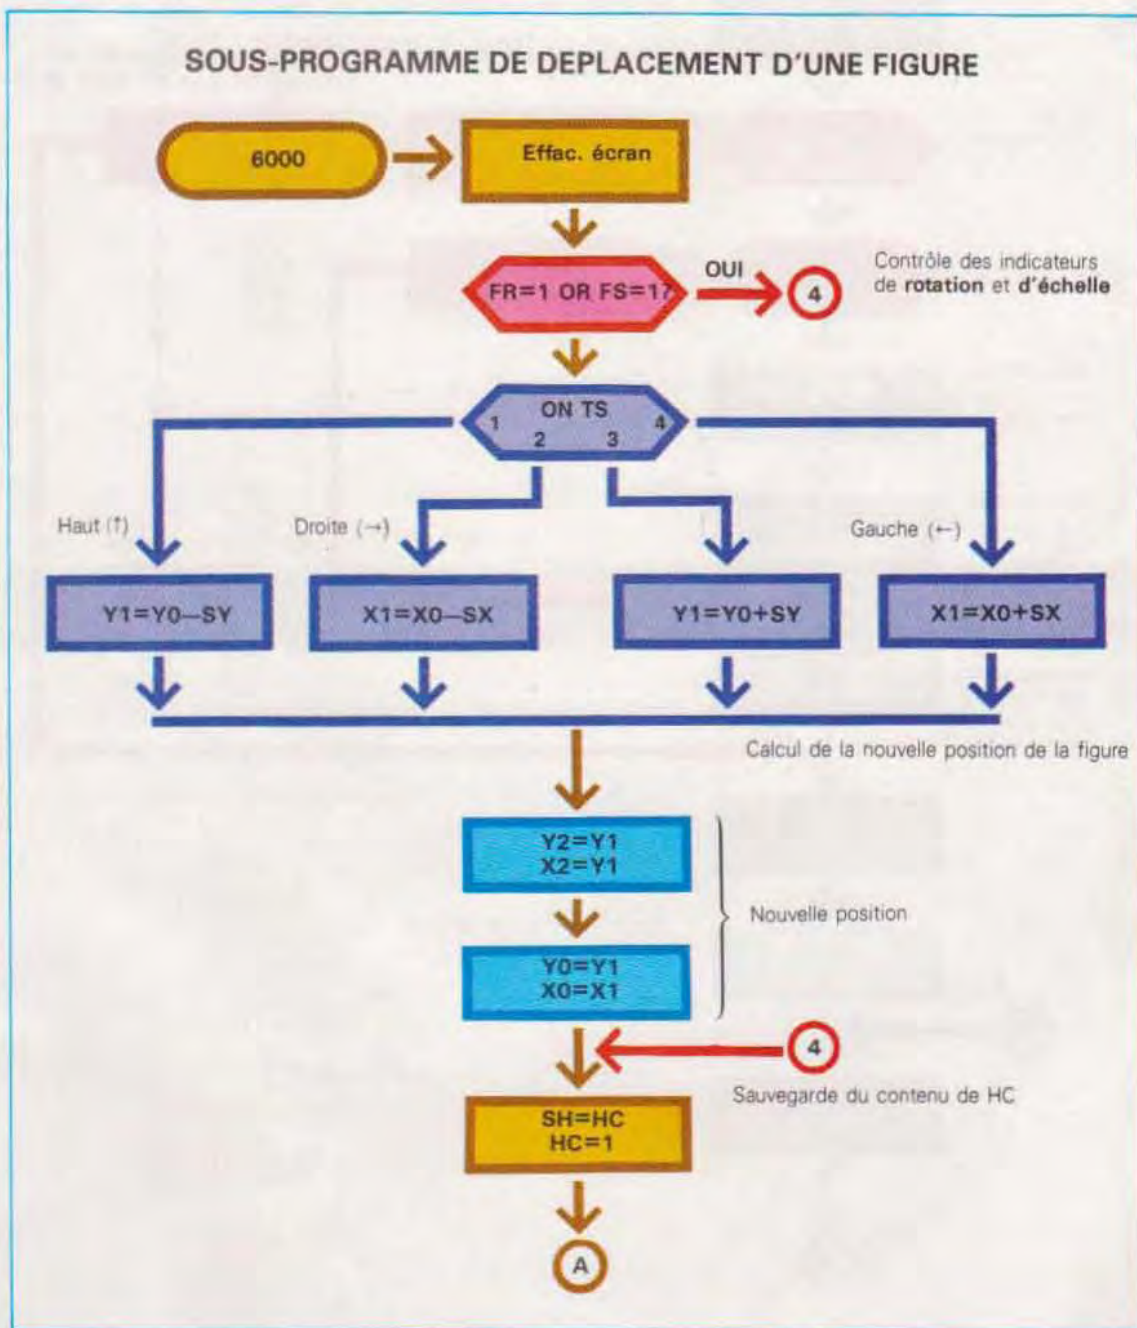 SOUS-PROGRAMME DE DEPLACEMENT D'UNE FIGURE
6000
Effac. écran
FR=1 OR FS=1?
OUI
4
Contrôle des indicateurs
de rotation et d'échelle
ON TS
1
2
3
4
Haut (↑)
Droite (→)
Gauche (←)
Y1=Y0—SY
X1=X0—SX
Y1=Y0+SY
X1=X0+SX
Calcul de la nouvelle position de la figure
Y2=Y1
X2=Y1
Nouvelle position
Y0=Y1
X0=X1
4
Sauvegarde du contenu de HC
SH=HC
HC=1
A